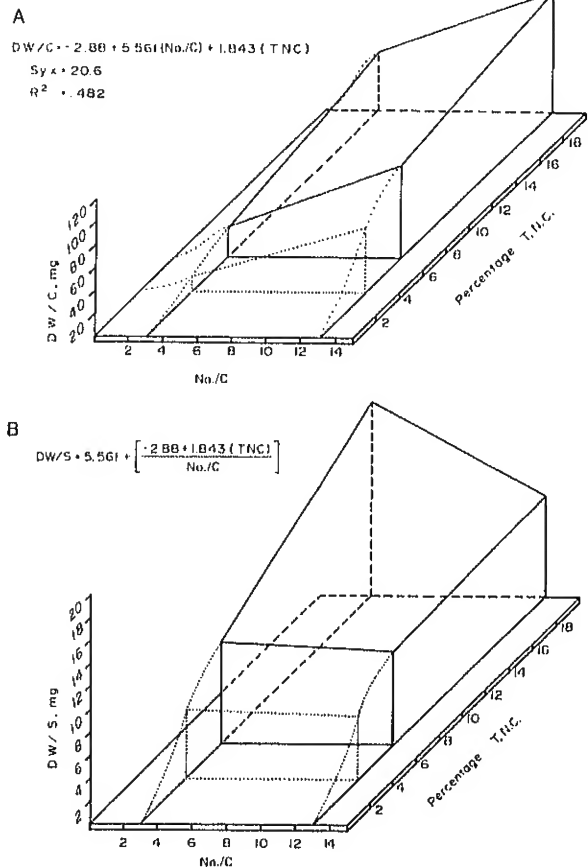 A
DW/C = -2.88 + 5.561 (No./C) + 1.843 (TNC)
Sy x = 20.6
R² = .482
120
100
80
60
40
20
DW/C, mg
2 4 6 8 10 12 14
No./C
2 4 6 8 10 12 14 16 18
Percentage T.N.C.
B
DW/S = 5.561 + [-2.88 + 1.843 (TNC)
No./C]
20
18
16
14
12
10
8
6
4
2
DW/S, mg
2 4 6 8 10 12 14
No./C
2 4 6 8 10 12 14 16 18
Percentage T.N.C.